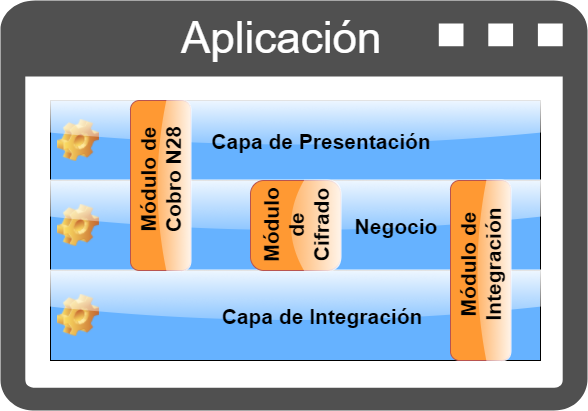 Aplicación
Módulo de
Cobro N28
Capa de Presentación
Módulo
de
Cifrado
Negocio
Módulo de
Integración
Capa de Integración